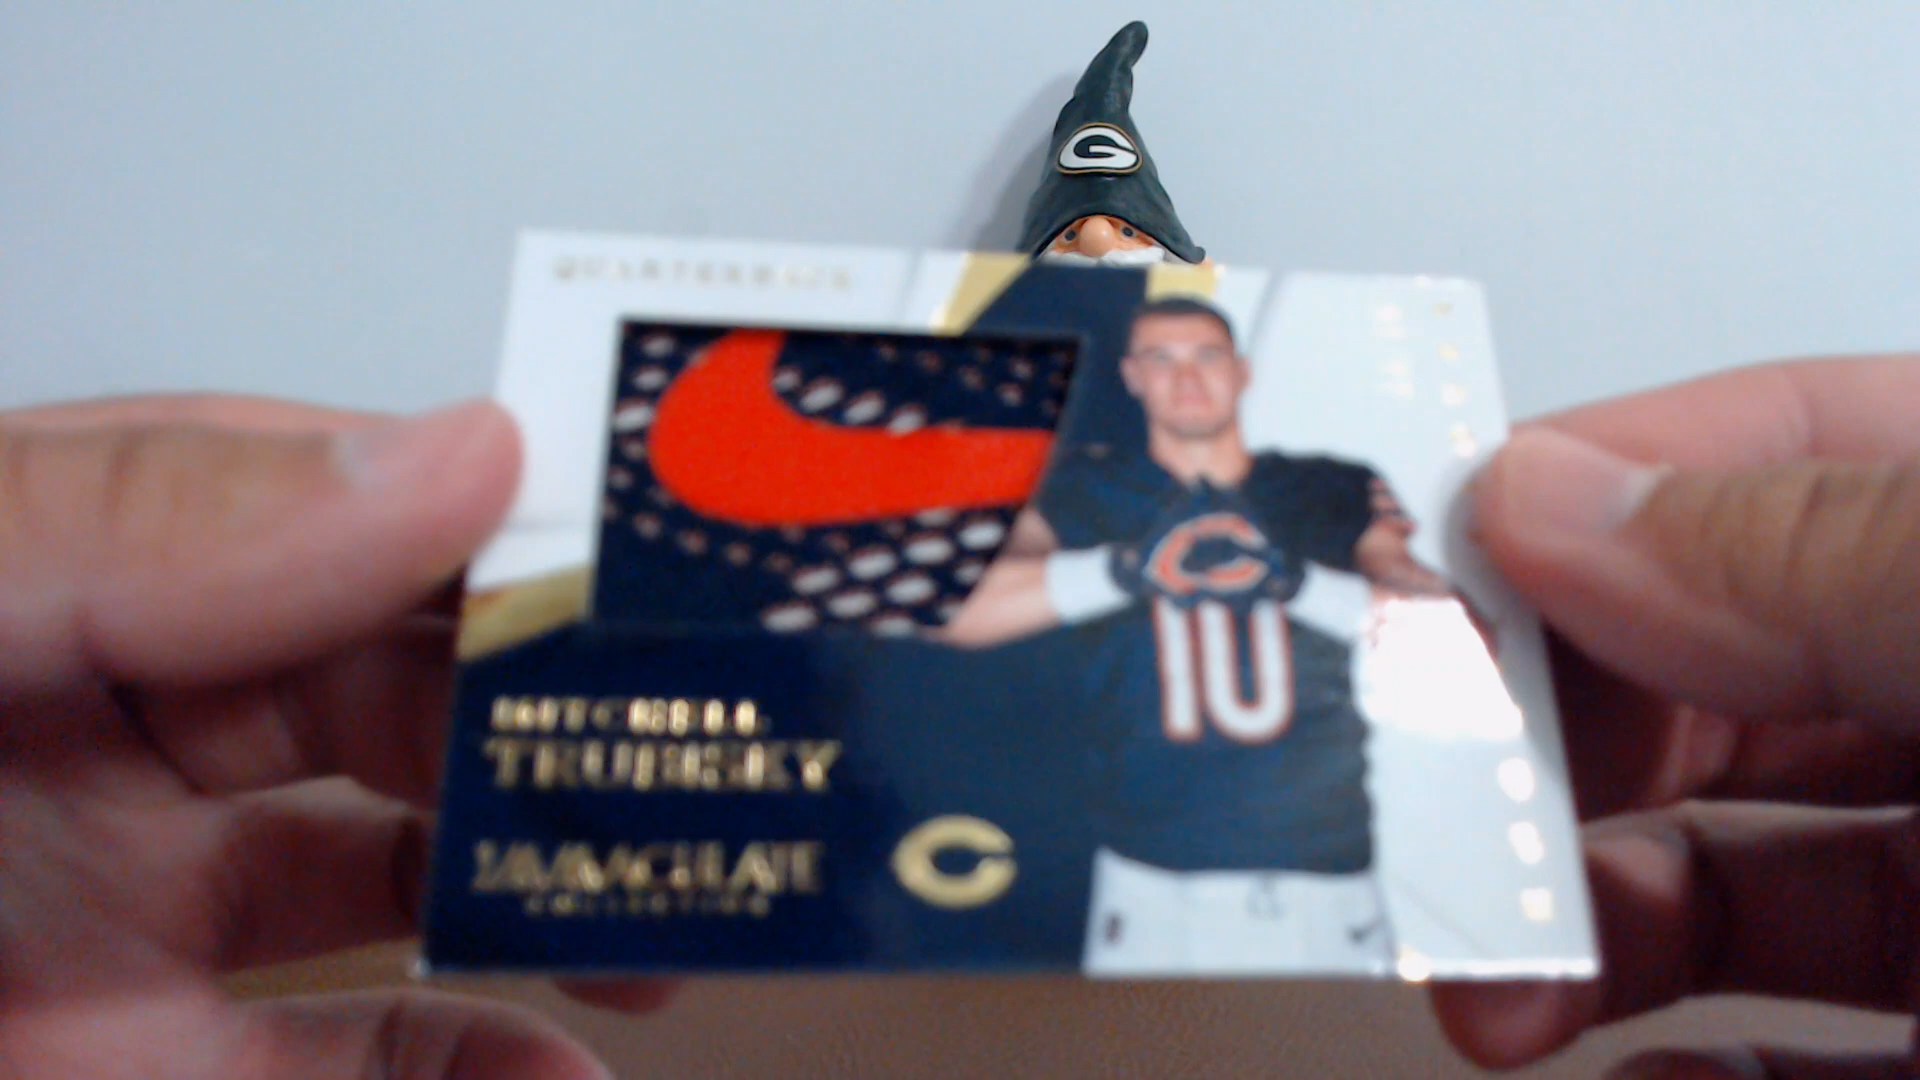 G
QUARTERBACK
C
10
MITCHELL
TRUBISKY
IMMACULATE
COLLECTION
C